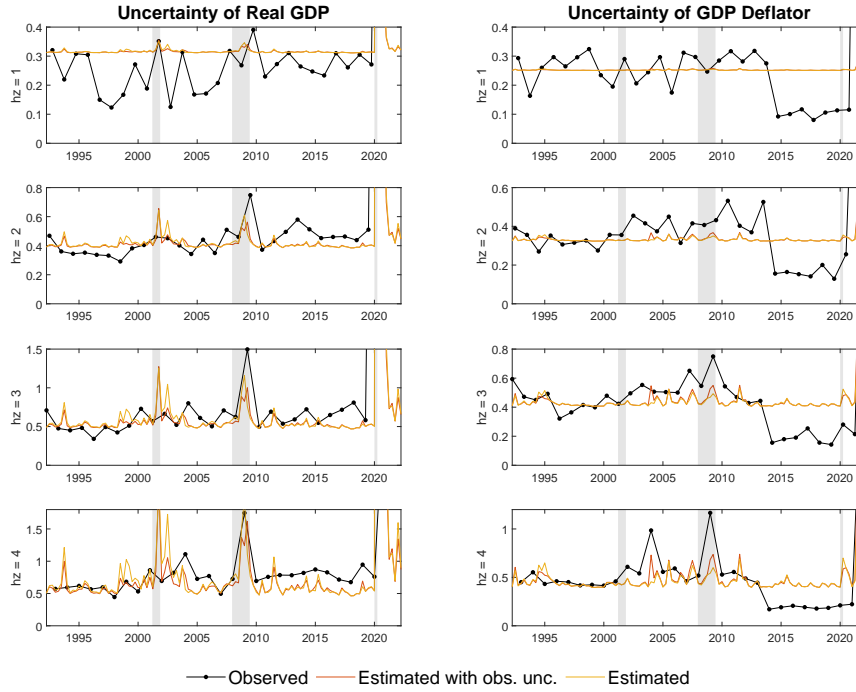 Uncertainty of Real GDP
Uncertainty of GDP Deflator
hz = 1
0.4
0.3
0.2
0.1
0
1995 2000 2005 2010 2015 2020
hz = 1
0.4
0.3
0.2
0.1
0
1995 2000 2005 2010 2015 2020
hz = 2
0.8
0.6
0.4
0.2
0
1995 2000 2005 2010 2015 2020
hz = 2
0.6
0.4
0.2
0
1995 2000 2005 2010 2015 2020
hz = 3
1.5
1
0.5
0
1995 2000 2005 2010 2015 2020
hz = 3
0.8
0.6
0.4
0.2
0
1995 2000 2005 2010 2015 2020
hz = 4
1.5
1
0.5
0
1995 2000 2005 2010 2015 2020
hz = 4
1
0.5
0
1995 2000 2005 2010 2015 2020
Observed Estimated with obs. unc. Estimated